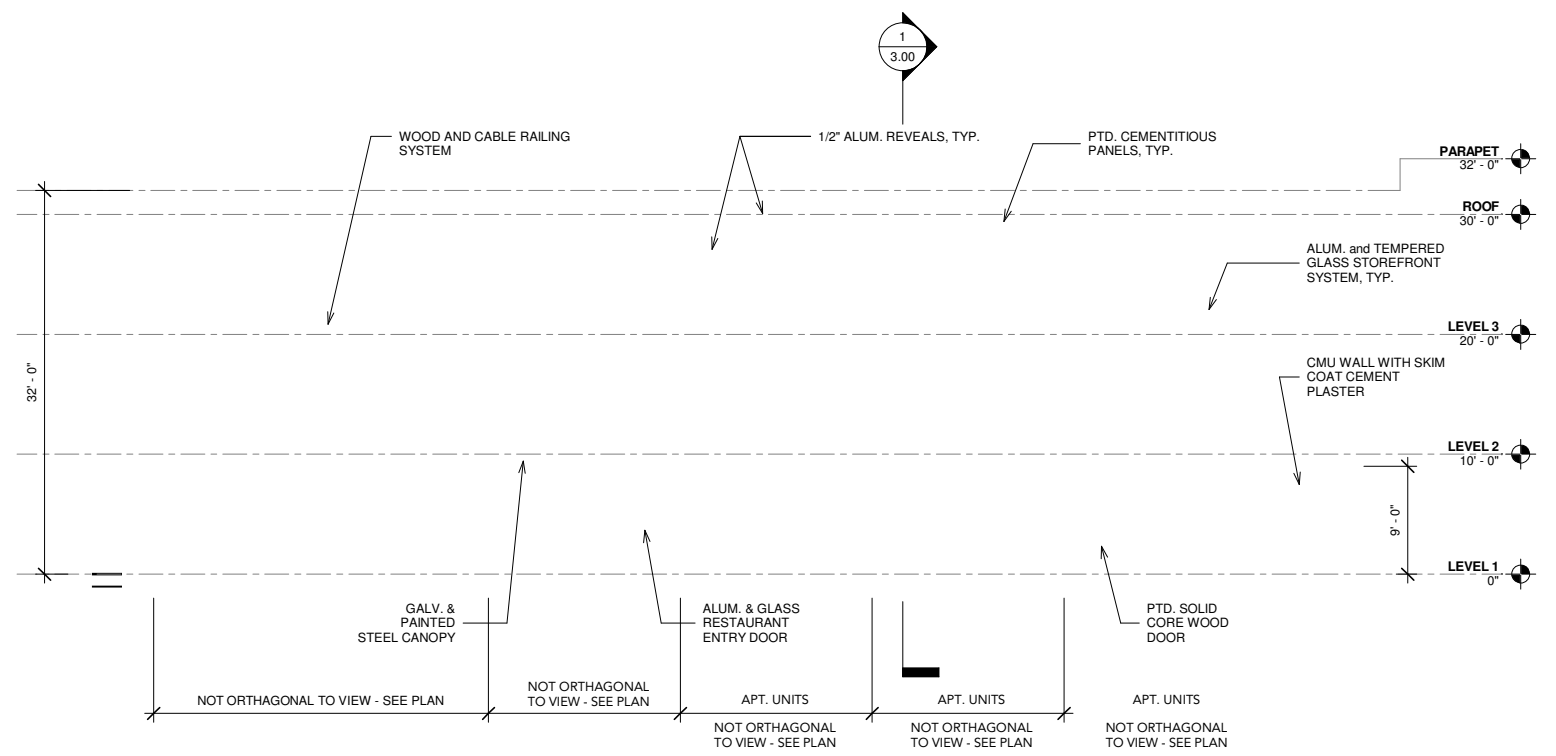 1
3.00
WOOD AND CABLE RAILING
SYSTEM
1/2" ALUM. REVEALS, TYP.
PTD. CEMENTITIOUS
PANELS, TYP.
PARAPET
32' - 0"
ROOF
30' - 0"
ALUM. and TEMPERED
GLASS STOREFRONT
SYSTEM, TYP.
LEVEL 3
20' - 0"
32' - 0"
CMU WALL WITH SKIM
COAT CEMENT
PLASTER
LEVEL 2
10' - 0"
9' - 0"
LEVEL 1
0"
GALV. &
PAINTED
STEEL CANOPY
ALUM. & GLASS
RESTAURANT
ENTRY DOOR
PTD. SOLID
CORE WOOD
DOOR
NOT ORTHAGONAL TO VIEW - SEE PLAN
NOT ORTHAGONAL
TO VIEW - SEE PLAN
APT. UNITS
NOT ORTHAGONAL
TO VIEW - SEE PLAN
APT. UNITS
NOT ORTHAGONAL
TO VIEW - SEE PLAN
APT. UNITS
NOT ORTHAGONAL
TO VIEW - SEE PLAN